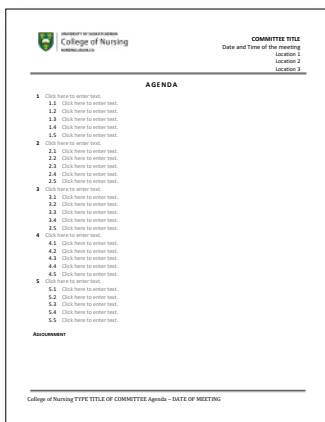 UNIVERSITY OF SASKATCHEWAN
College of Nursing
NURSING.USASK.CA
COMMITTEE TITLE
Date and Time of the meeting
Location 1
Location 2
Location 3
AGENDA
1 Click here to enter text.
1.1 Click here to enter text.
1.2 Click here to enter text.
1.3 Click here to enter text.
1.4 Click here to enter text.
1.5 Click here to enter text.
2 Click here to enter text.
2.1 Click here to enter text.
2.2 Click here to enter text.
2.3 Click here to enter text.
2.4 Click here to enter text.
2.5 Click here to enter text.
3 Click here to enter text.
3.1 Click here to enter text.
3.2 Click here to enter text.
3.3 Click here to enter text.
3.4 Click here to enter text.
3.5 Click here to enter text.
4 Click here to enter text.
4.1 Click here to enter text.
4.2 Click here to enter text.
4.3 Click here to enter text.
4.4 Click here to enter text.
4.5 Click here to enter text.
5 Click here to enter text.
5.1 Click here to enter text.
5.2 Click here to enter text.
5.3 Click here to enter text.
5.4 Click here to enter text.
5.5 Click here to enter text.
ADJOURNMENT
College of Nursing TYPE TITLE OF COMMITTEE Agenda – DATE OF MEETING